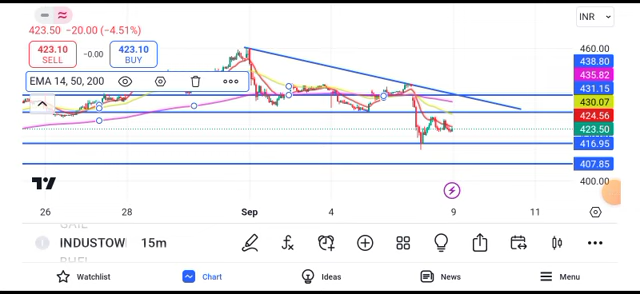 INR
423.50 −20.00 (−4.51%)
423.10
SELL
−0.00
423.10
BUY
EMA 14, 50, 200
460.00
438.80
435.82
431.15
430.07
424.56
423.50
416.95
407.85
400.00
26
28
Sep
4
9
11
GAIL
INDUSTOW
15m
BHEL
Watchlist
Chart
Ideas
News
Menu